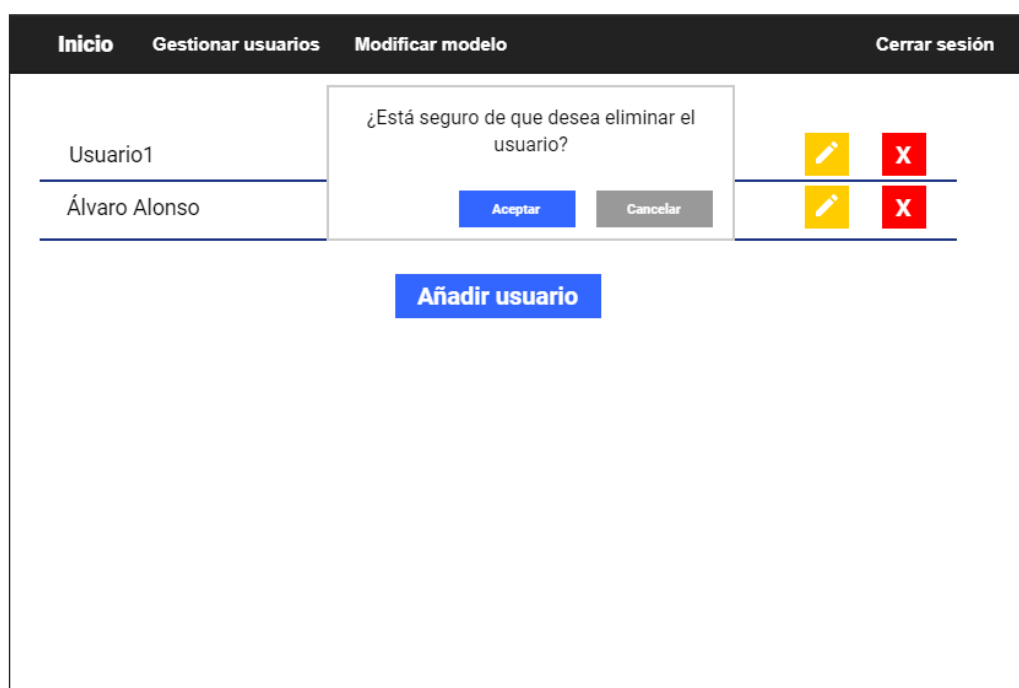 Inicio Gestionar usuarios Modificar modelo Cerrar sesión
¿Está seguro de que desea eliminar el
usuario?
Usuario1 X
Álvaro Alonso X
Aceptar Cancelar
Añadir usuario